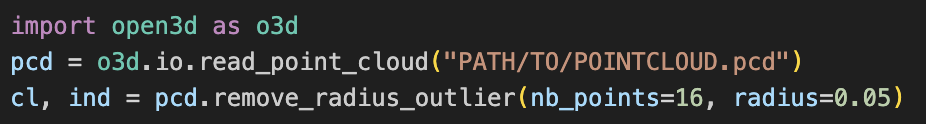 import open3d as o3d
pcd = o3d.io.read_point_cloud("PATH/TO/POINTCLOUD.pcd")
cl, ind = pcd.remove_radius_outlier(nb_points=16, radius=0.05)